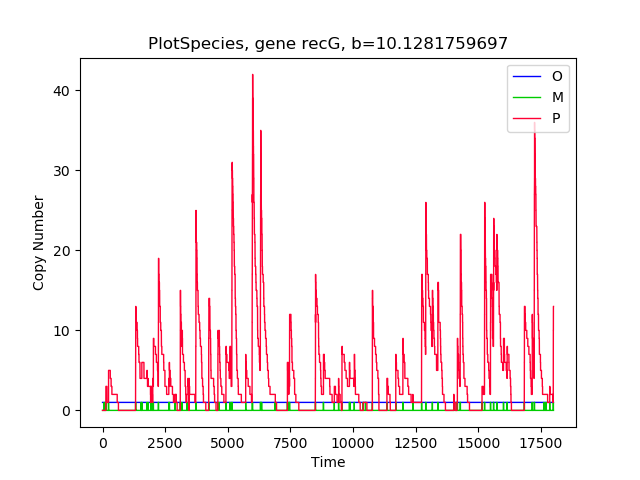 PlotSpecies, gene recG, b=10.1281759697
O
M
P
40
30
20
10
0
Copy Number
0 2500 5000 7500 10000 12500 15000 17500
Time